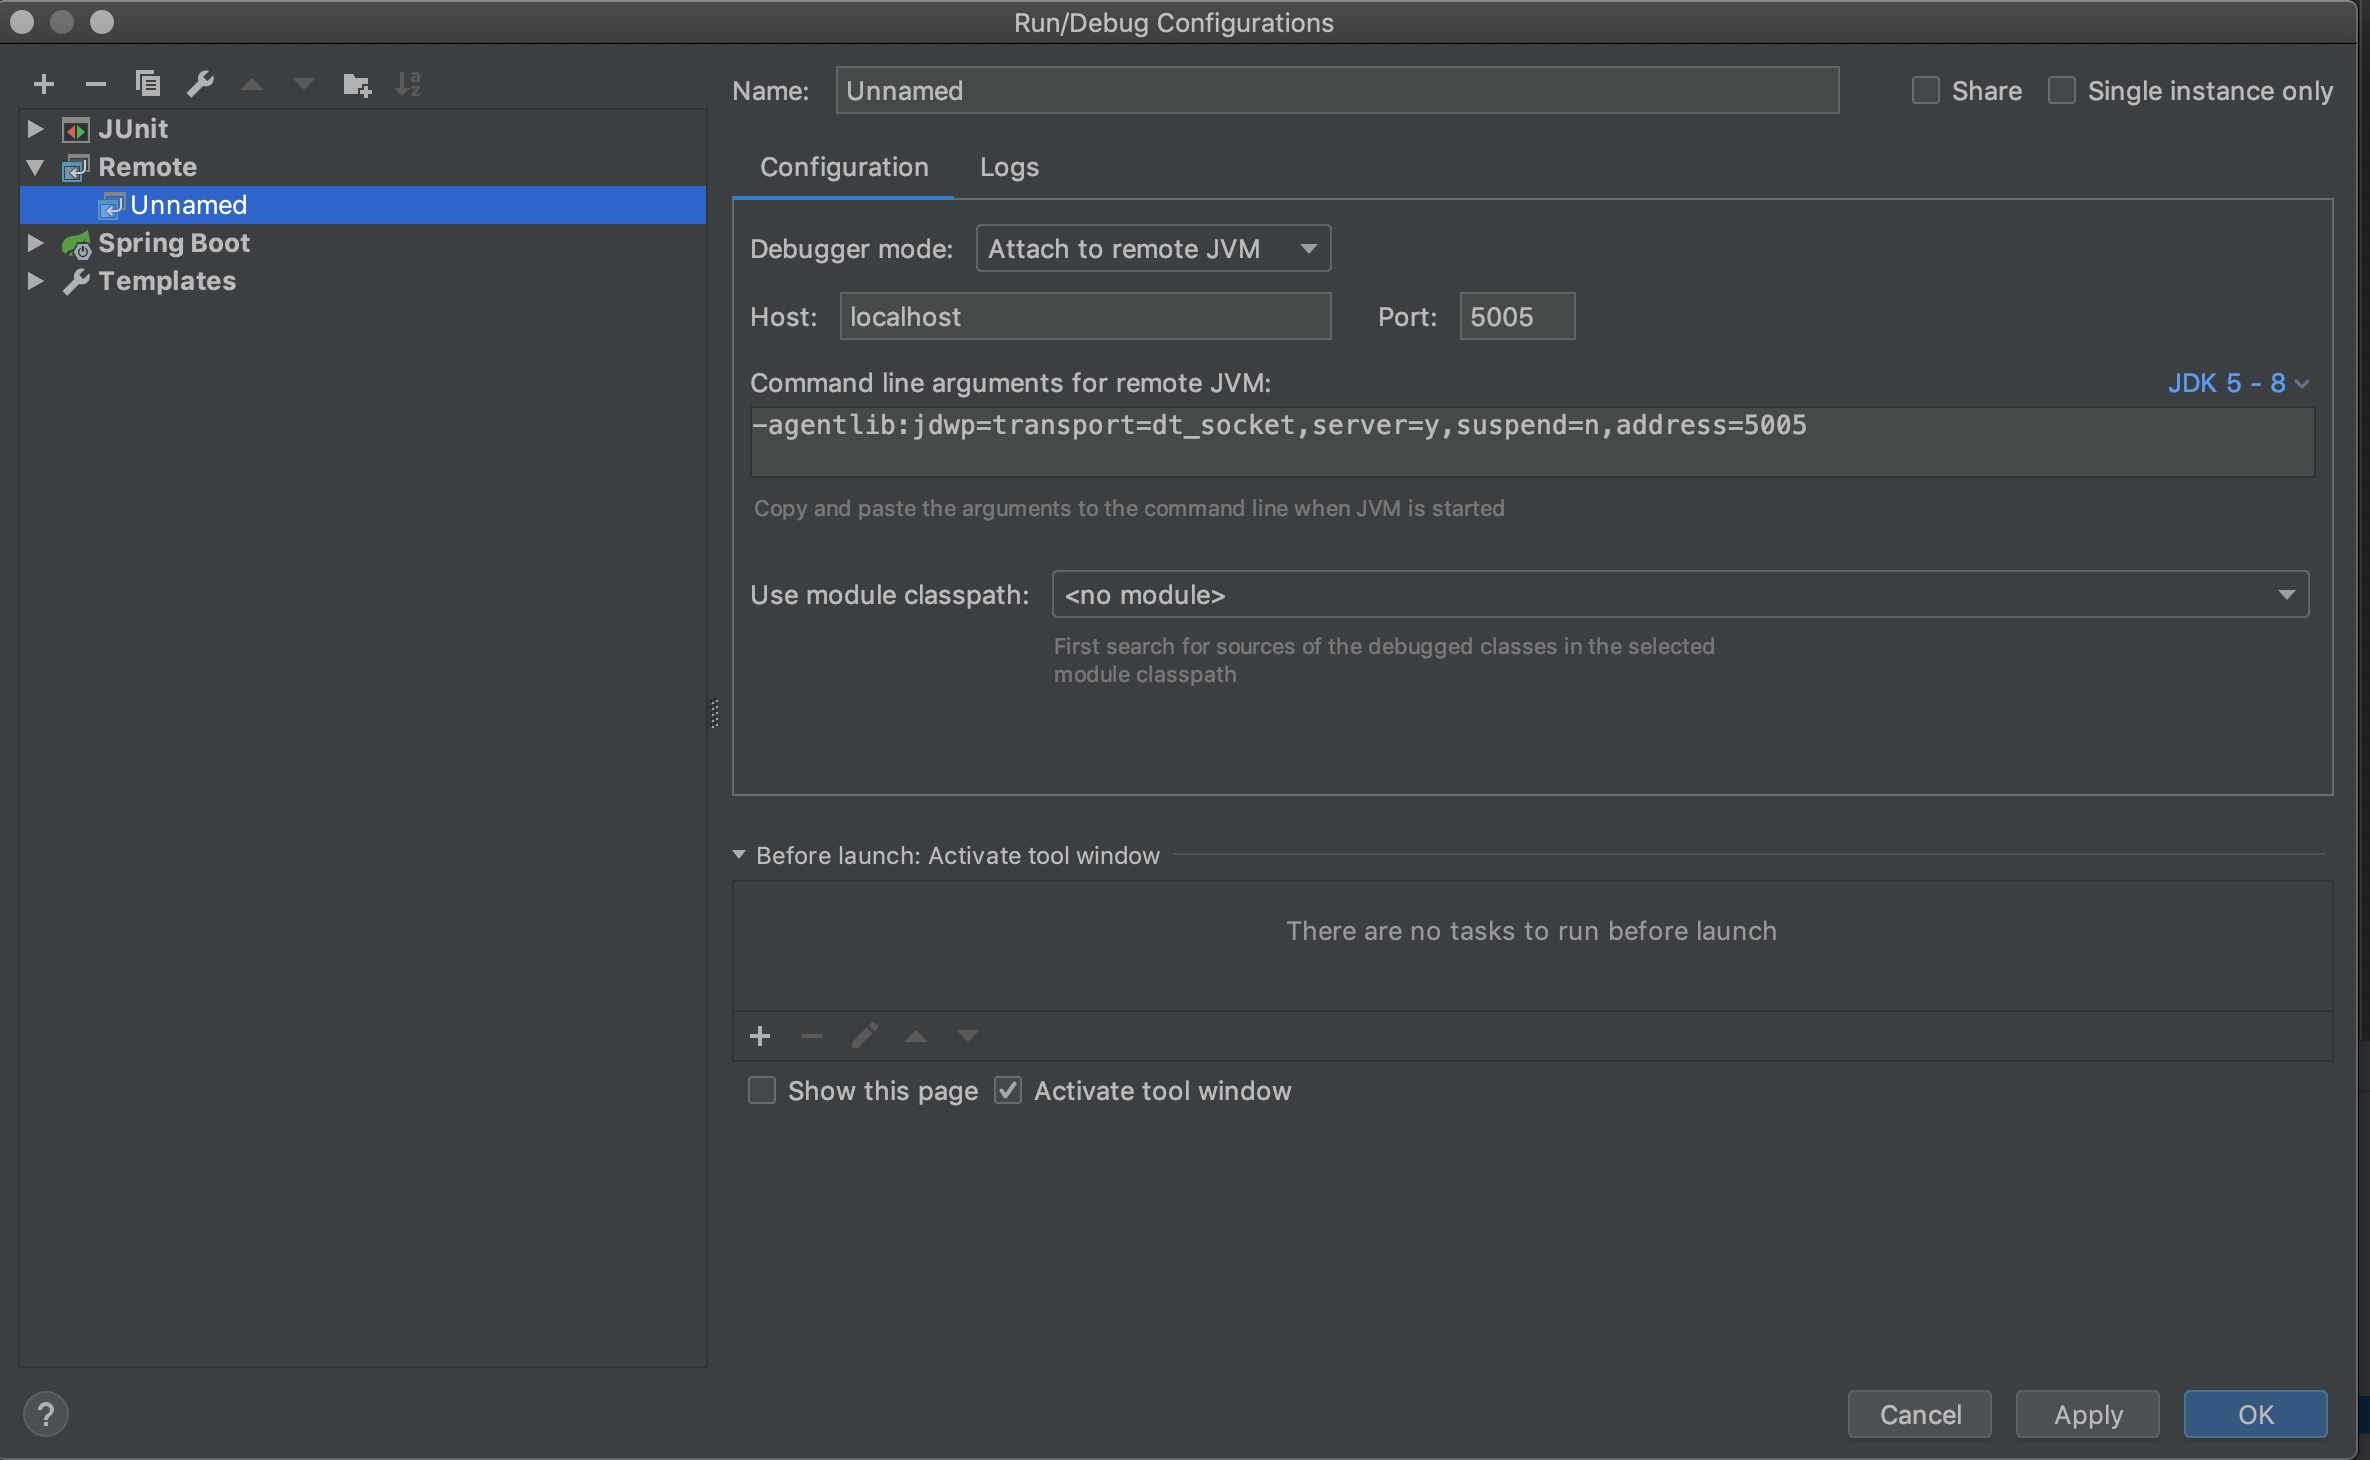 Run/Debug Configurations
JUnit
Remote
Unnamed
Spring Boot
Templates
Name: Unnamed
Share
Single instance only
Configuration
Logs
Debugger mode: Attach to remote JVM
Host: localhost
Port: 5005
Command line arguments for remote JVM:
JDK 5 - 8
-agentlib:jdwp=transport=dt_socket,server=y,suspend=n,address=5005
Copy and paste the arguments to the command line when JVM is started
Use module classpath: <no module>
First search for sources of the debugged classes in the selected
module classpath
Before launch: Activate tool window
There are no tasks to run before launch
Show this page
Activate tool window
?
Cancel
Apply
OK